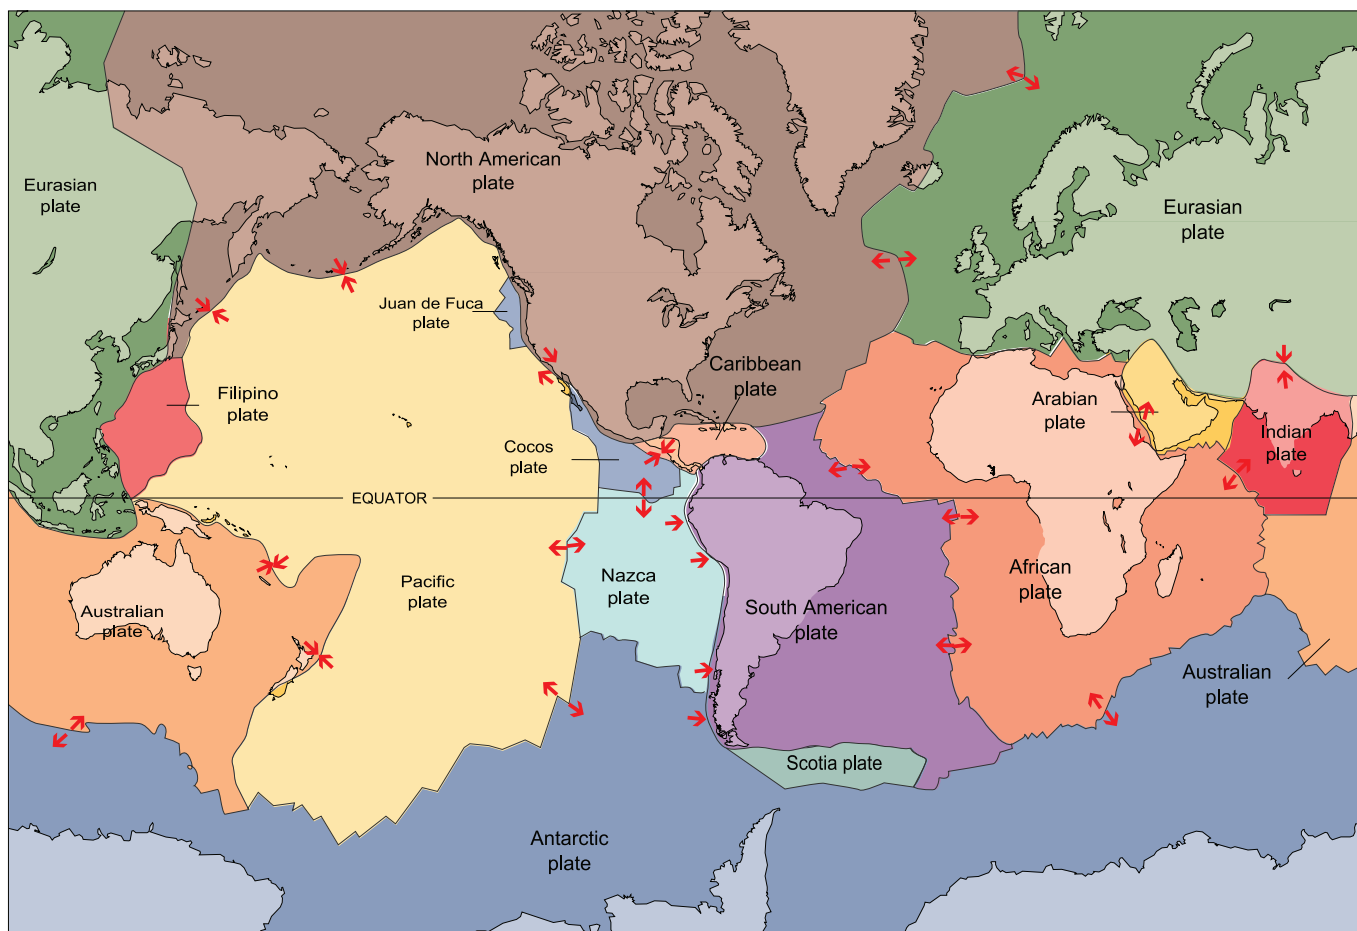 North American
plate
Eurasian
plate
Eurasian
plate
Juan de Fuca
plate
Caribbean
plate
Filipino
plate
Arabian
plate
Cocos
plate
Indian
plate
EQUATOR
African
plate
Pacific
plate
Nazca
plate
Australian
plate
South American
plate
Australian
plate
Scotia plate
Antarctic
plate